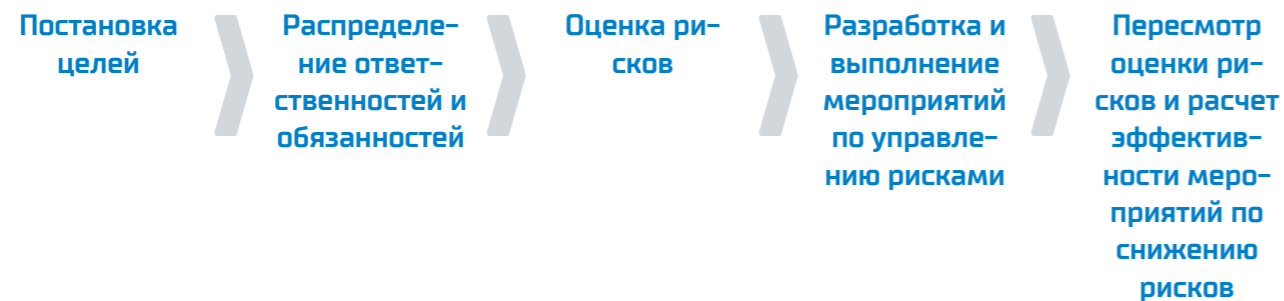 Постановка
целей
Распределе-
ние ответ-
ственностей и
обязанностей
Оценка ри-
сков
Разработка и
выполнение
мероприятий
по управле-
нию рисками
Пересмотр
оценки ри-
сков и расчет
эффектив-
ности меро-
приятий по
снижению
рисков